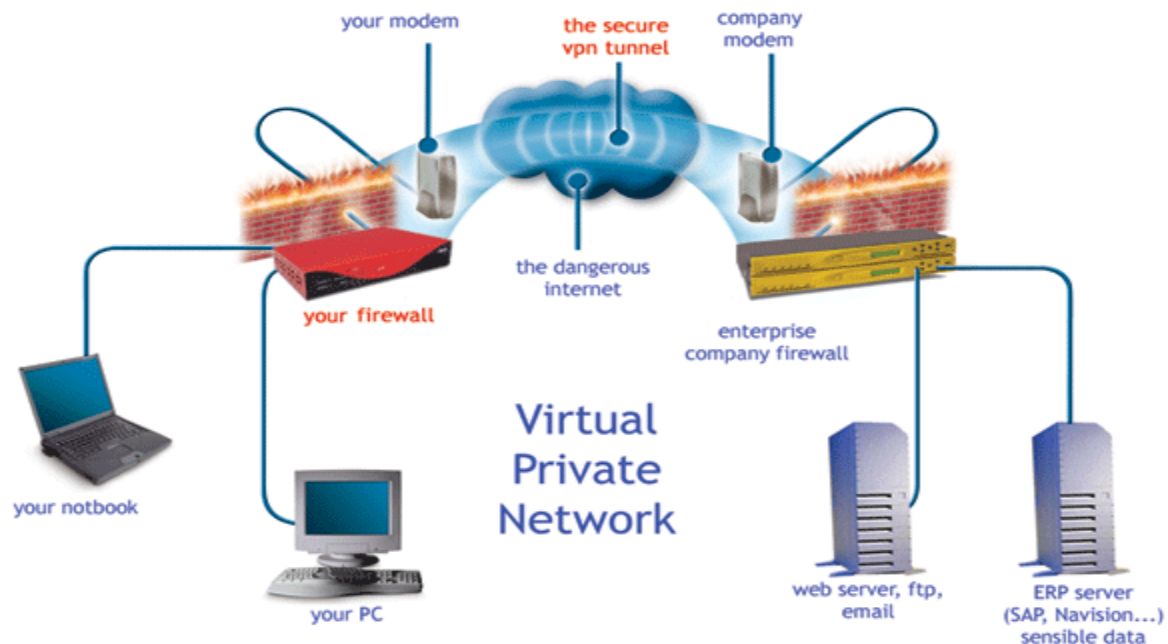 your modem
the secure
vpn tunnel
company
modem
the dangerous
internet
your firewall
enterprise
company firewall
Virtual
Private
Network
your notbook
your PC
web server, ftp,
email
ERP server
(SAP, Navision...)
sensible data